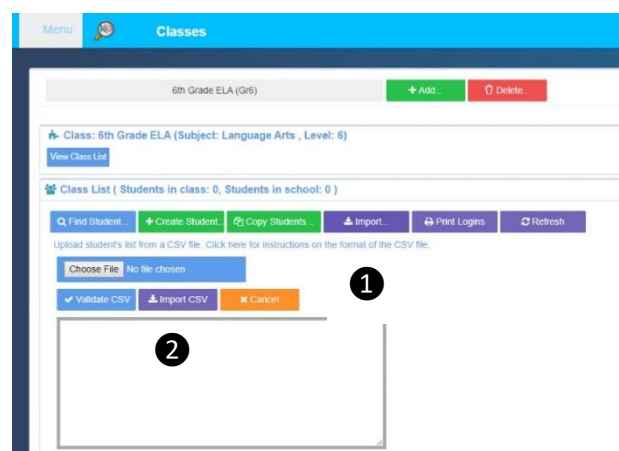 Menu Classes
6th Grade ELA (Gr6) + Add... Delete...
Class: 6th Grade ELA (Subject: Language Arts , Level: 6)
View Class List
Class List ( Students in class: 0, Students in school: 0 )
Find Student... + Create Student.. Copy Students... Import... Print Logins Refresh
Upload student's list from a CSV file. Click here for instructions on the format of the CSV file.
Choose File No file chosen
1
Validate CSV Import CSV Cancel
2